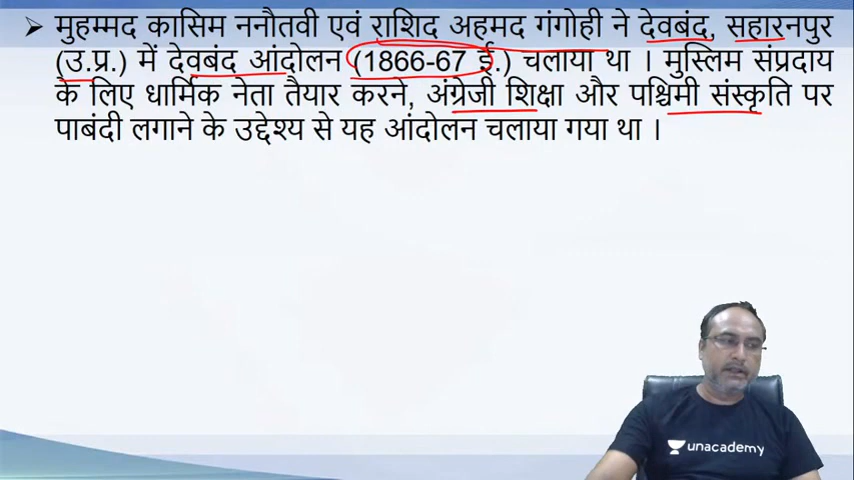 ➢ मुहम्मद कासिम ननौतवी एवं राशिद अहमद गंगोही ने देवबंद, सहारनपुर
(उ.प्र.) में देवबंद आंदोलन (1866-67 ई.) चलाया था । मुस्लिम संप्रदाय
के लिए धार्मिक नेता तैयार करने, अंग्रेजी शिक्षा और पश्चिमी संस्कृति पर
पाबंदी लगाने के उद्देश्य से यह आंदोलन चलाया गया था ।
unacademy